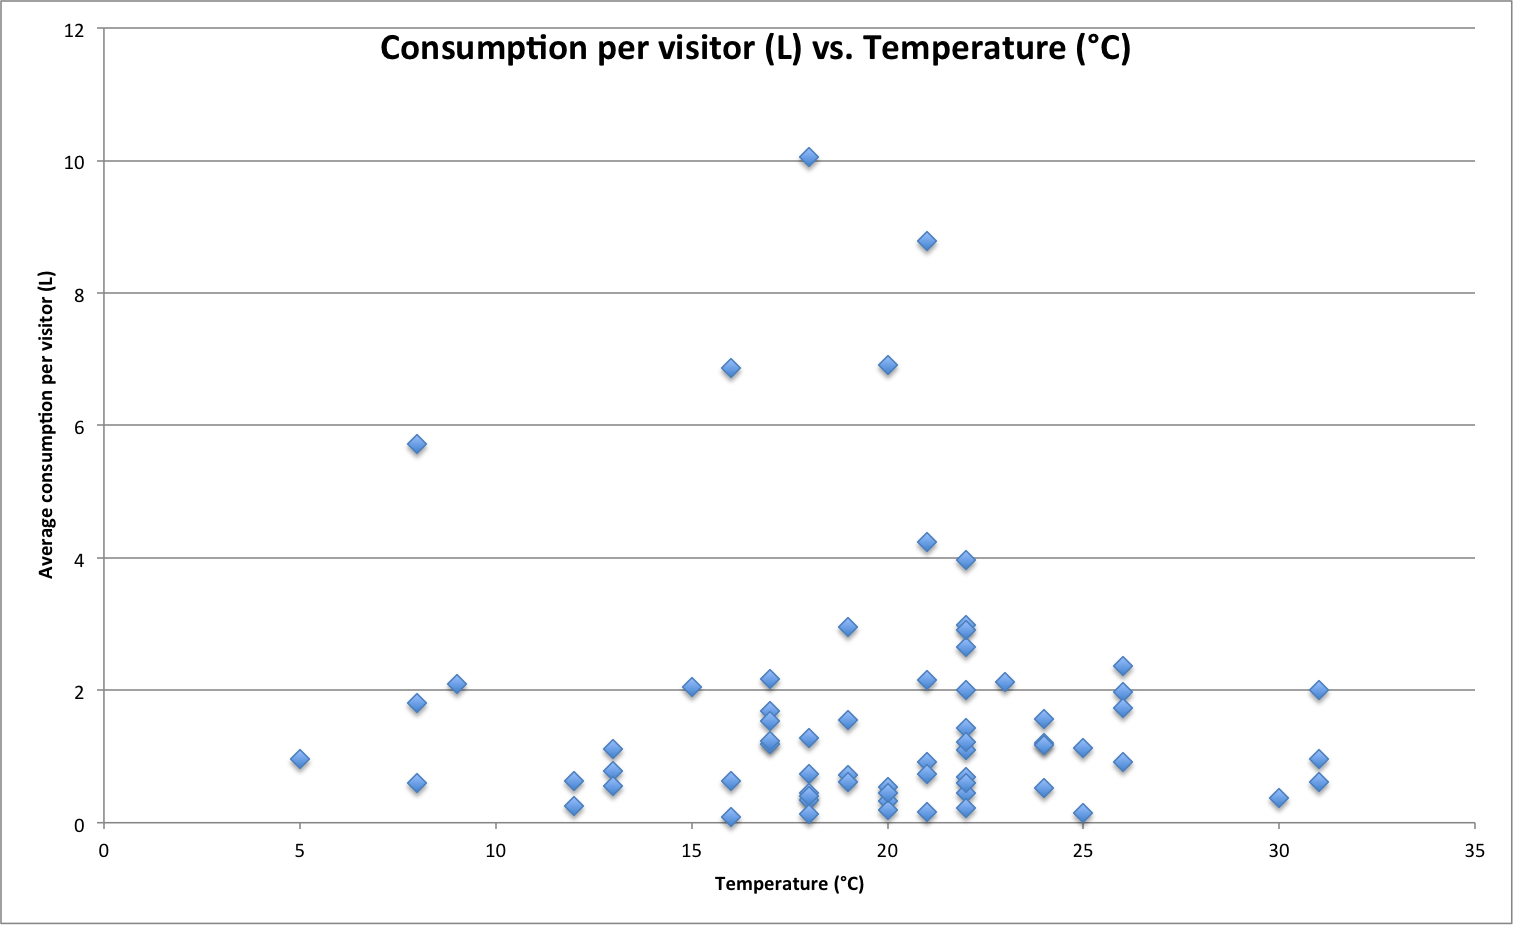 Consumption per visitor (L) vs. Temperature (°C)
12
10
8
6
4
2
0
Average consumption per visitor (L)
0 5 10 15 20 25 30 35
Temperature (°C)